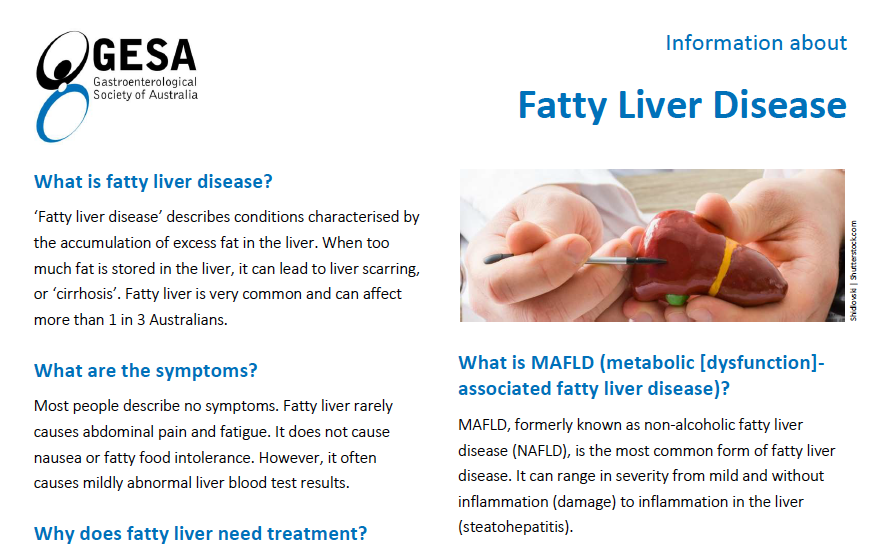 GESA
Gastroenterological
Society of Australia
Information about
Fatty Liver Disease
What is fatty liver disease?
‘Fatty liver disease’ describes conditions characterised by
the accumulation of excess fat in the liver. When too
much fat is stored in the liver, it can lead to liver scarring,
or ‘cirrhosis’. Fatty liver is very common and can affect
more than 1 in 3 Australians.
What are the symptoms?
Most people describe no symptoms. Fatty liver rarely
causes abdominal pain and fatigue. It does not cause
nausea or fatty food intolerance. However, it often
causes mildly abnormal liver blood test results.
Why does fatty liver need treatment?
Shidlovski | Shutterstock.com
What is MAFLD (metabolic [dysfunction]-
associated fatty liver disease)?
MAFLD, formerly known as non-alcoholic fatty liver
disease (NAFLD), is the most common form of fatty liver
disease. It can range in severity from mild and without
inflammation (damage) to inflammation in the liver
(steatohepatitis).